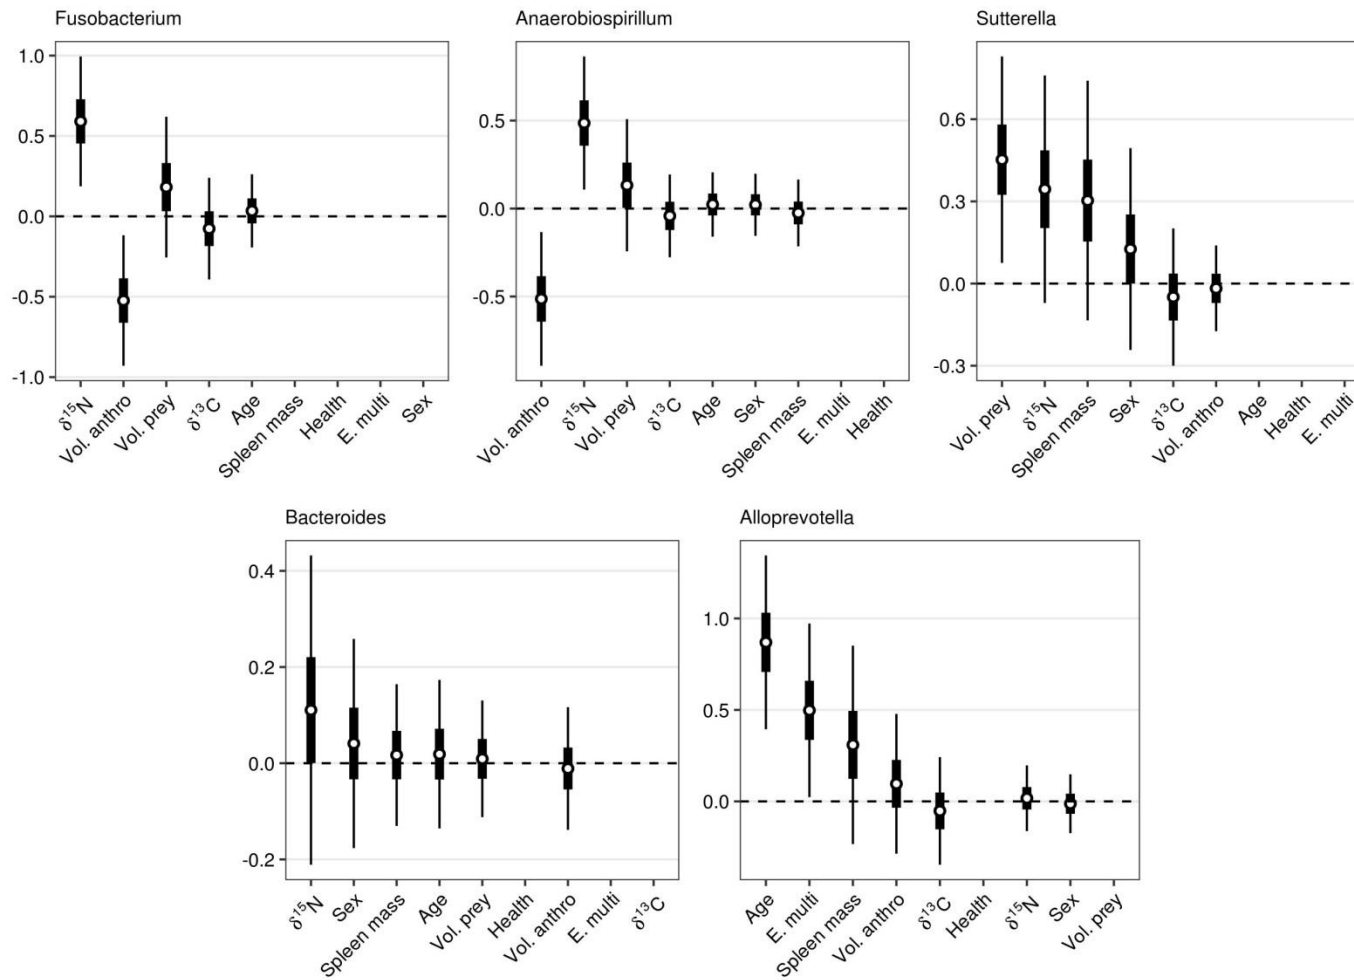 Fusobacterium
1.0
0.5
0.0
-0.5
-1.0
δ¹⁵N
Vol. anthro
Vol. prey
δ¹³C
Age
Spleen mass
Health
E. multi
Sex
Anaerobiospirillum
0.5
0.0
-0.5
Vol. anthro
δ¹⁵N
Vol. prey
δ¹³C
Age
Sex
Spleen mass
E. multi
Health
Sutterella
0.6
0.3
0.0
-0.3
Vol. prey
δ¹⁵N
Spleen mass
Sex
δ¹³C
Vol. anthro
Age
Health
E. multi
Bacteroides
0.4
0.2
0.0
-0.2
δ¹⁵N
Sex
Spleen mass
Age
Vol. prey
Health
Vol. anthro
E. multi
δ¹³C
Alloprevotella
1.0
0.5
0.0
Age
E. multi
Spleen mass
Vol. anthro
δ¹³C
Health
δ¹⁵N
Sex
Vol. prey